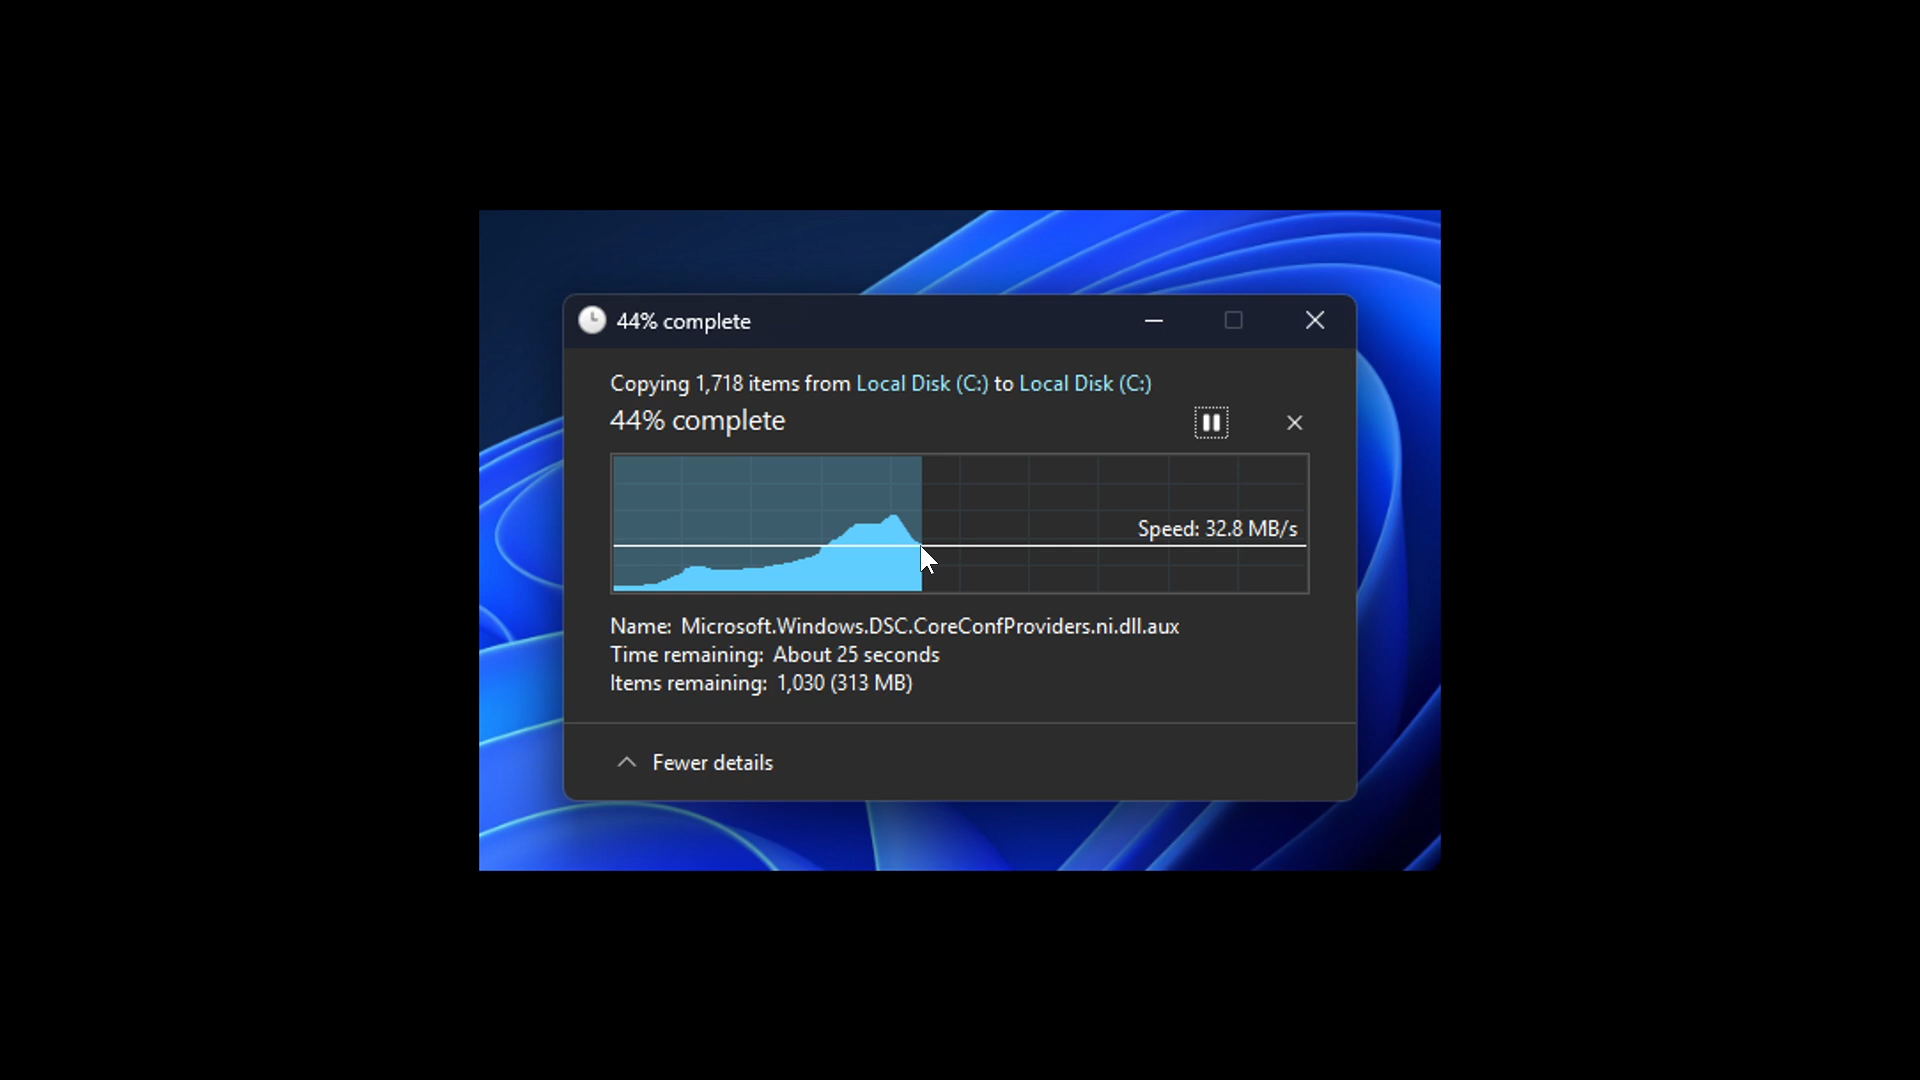 44% complete
Copying 1,718 items from Local Disk (C:) to Local Disk (C:)
44% complete
Speed: 32.8 MB/s
Name: Microsoft.Windows.DSC.CoreConfProviders.ni.dll.aux
Time remaining: About 25 seconds
Items remaining: 1,030 (313 MB)
Fewer details